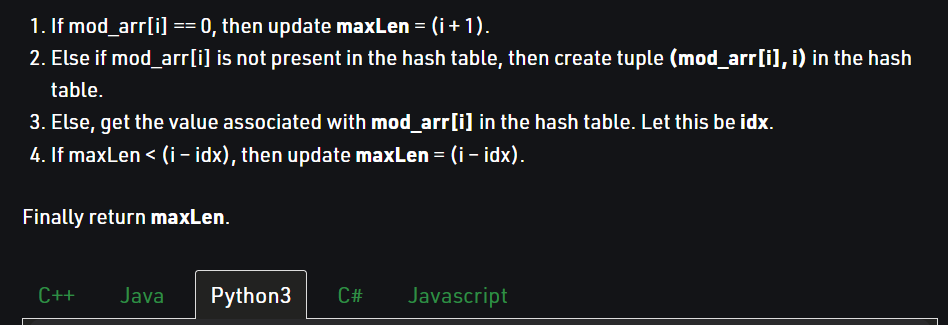 1. If mod_arr[i] == 0, then update maxLen = (i + 1).
2. Else if mod_arr[i] is not present in the hash table, then create tuple (mod_arr[i], i) in the hash
table.
3. Else, get the value associated with mod_arr[i] in the hash table. Let this be idx.
4. If maxLen < (i – idx), then update maxLen = (i – idx).
Finally return maxLen.
C++ Java Python3 C# Javascript